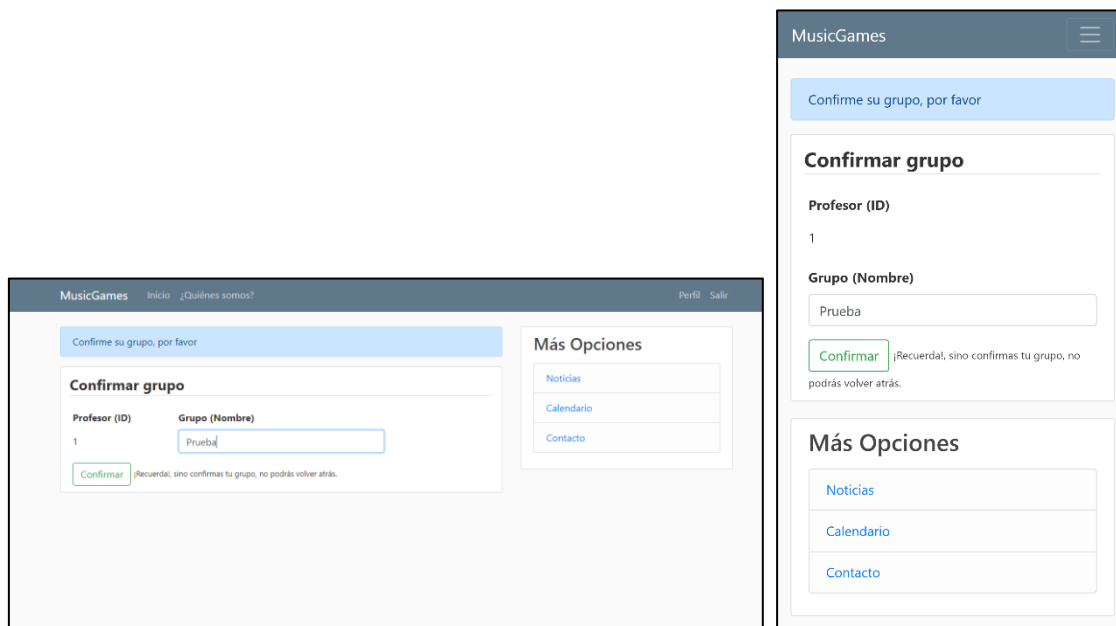 MusicGames Inicio ¿Quiénes somos? Perfil Salir
Confirme su grupo, por favor
Confirmar grupo
Profesor (ID) Grupo (Nombre)
1 Prueba
Confirmar ¡Recuerda!, sino confirmas tu grupo, no podrás volver atrás.
Más Opciones
Noticias
Calendario
Contacto
MusicGames
Confirme su grupo, por favor
Confirmar grupo
Profesor (ID)
1
Grupo (Nombre)
Prueba
Confirmar ¡Recuerda!, sino confirmas tu grupo, no
podrás volver atrás.
Más Opciones
Noticias
Calendario
Contacto